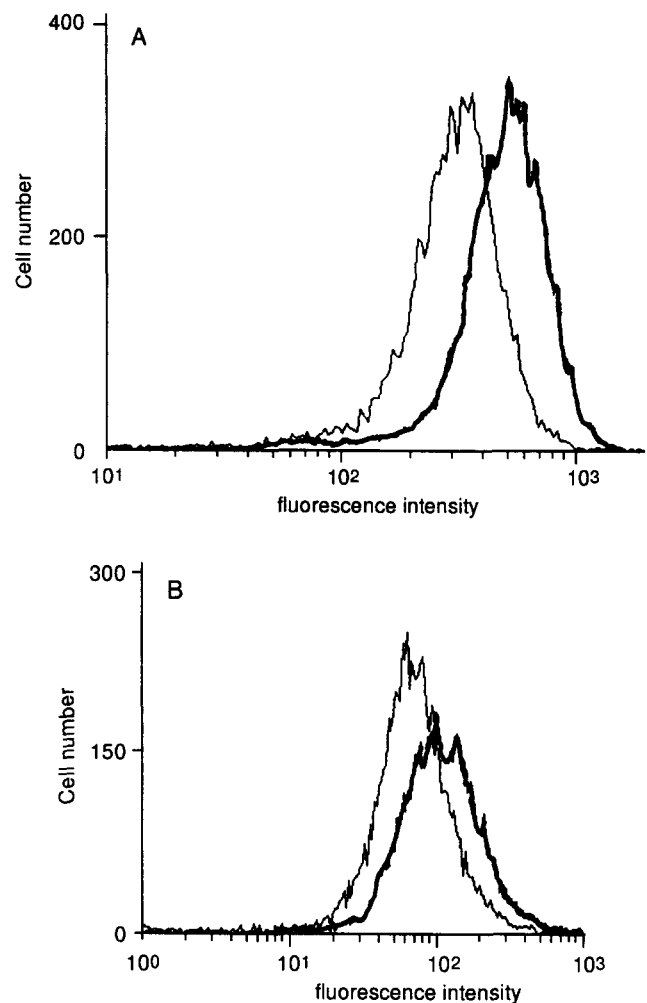 A
400
200
0
Cell number
10¹ 10² 10³
fluorescence intensity
B
300
150
0
Cell number
10⁰ 10¹ 10² 10³
fluorescence intensity